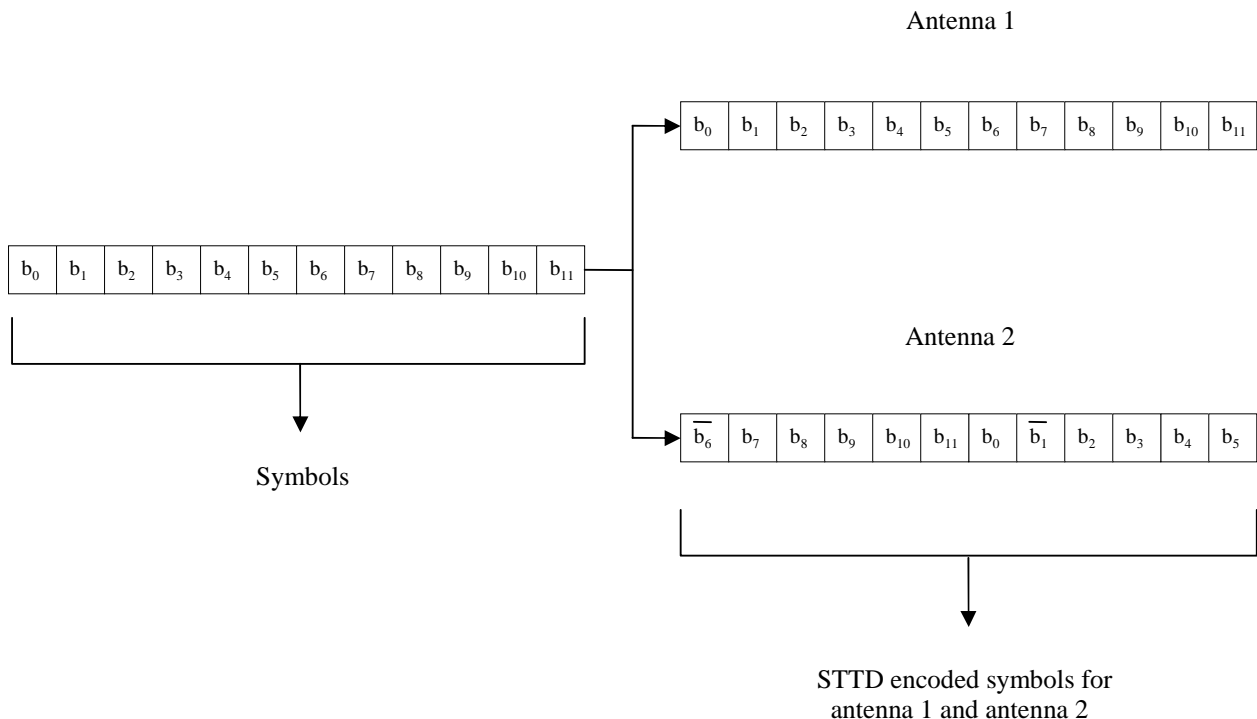 Antenna 1
b₀ b₁ b₂ b₃ b₄ b₅ b₆ b₇ b₈ b₉ b₁₀ b₁₁
b₀ b₁ b₂ b₃ b₄ b₅ b₆ b₇ b₈ b₉ b₁₀ b₁₁
Antenna 2
b̅₆ b₇ b₈ b₉ b₁₀ b₁₁ b₀ b̅₁ b₂ b₃ b₄ b₅
Symbols
STTD encoded symbols for
antenna 1 and antenna 2